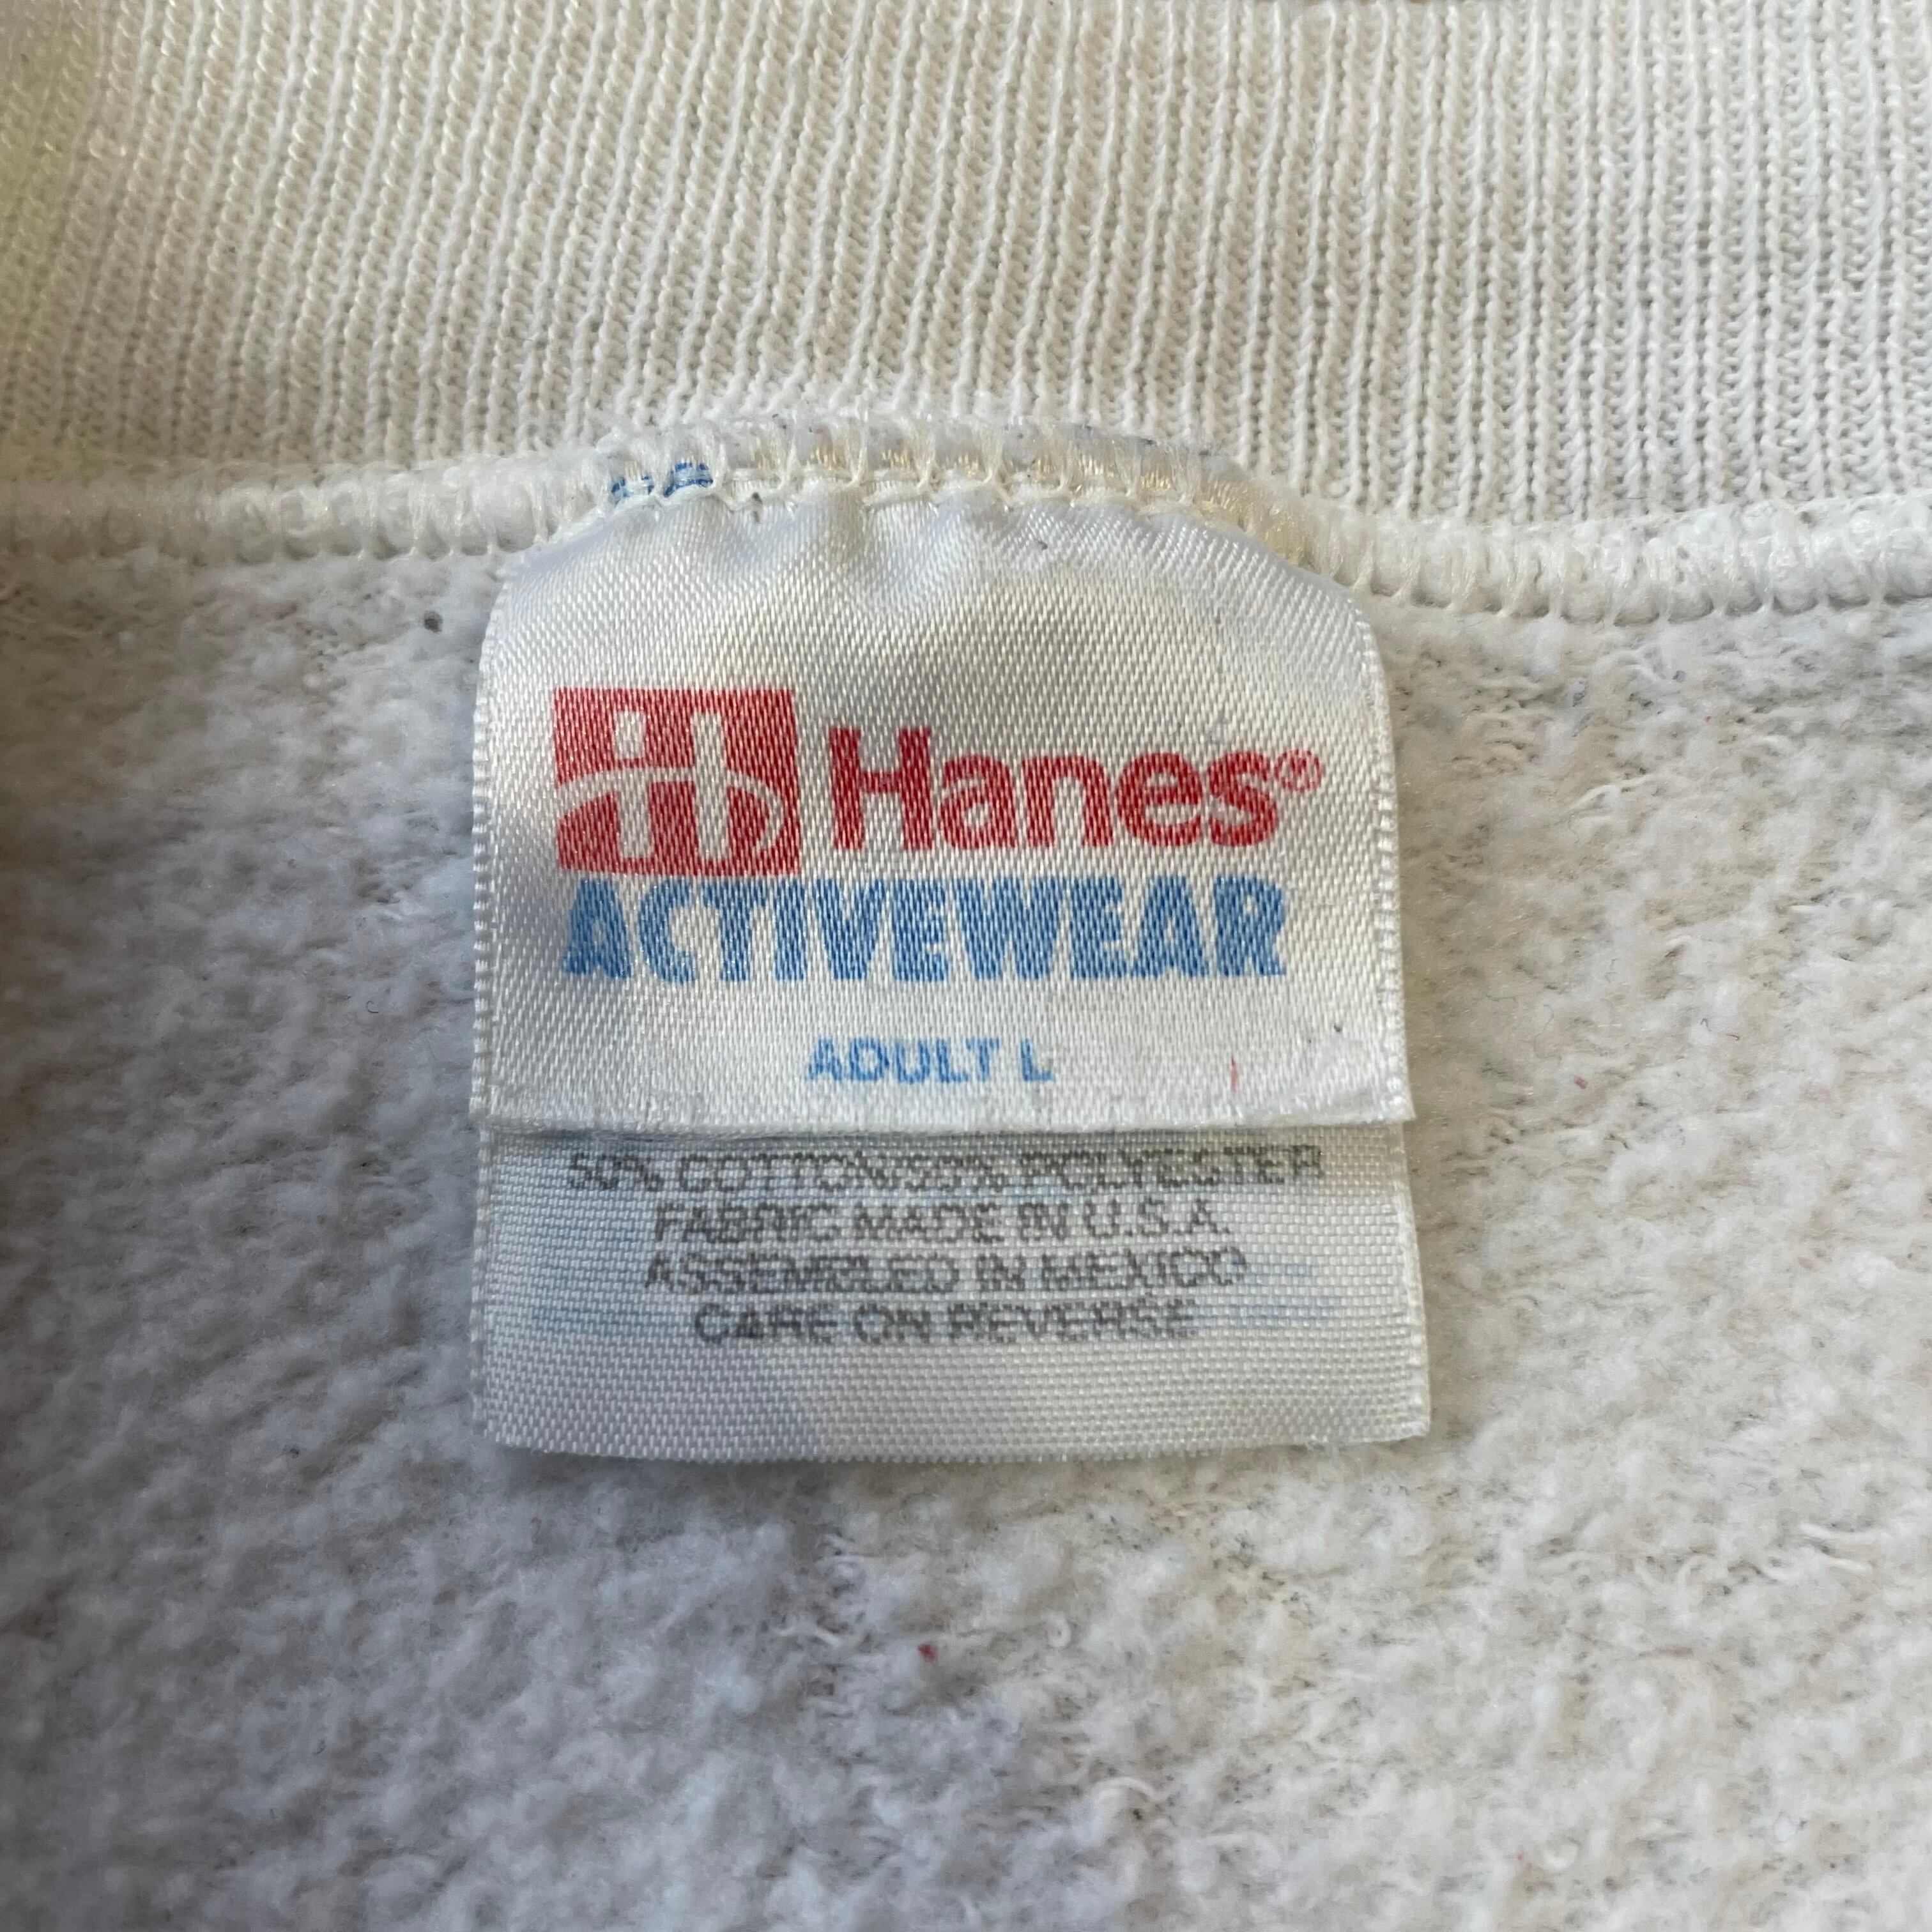 Hanes®
ACTIVEWEAR
ADULT L
50% COTTON/50% POLYESTER
FABRIC MADE IN U.S.A.
ASSEMBLED IN MEXICO
CARE ON REVERSE